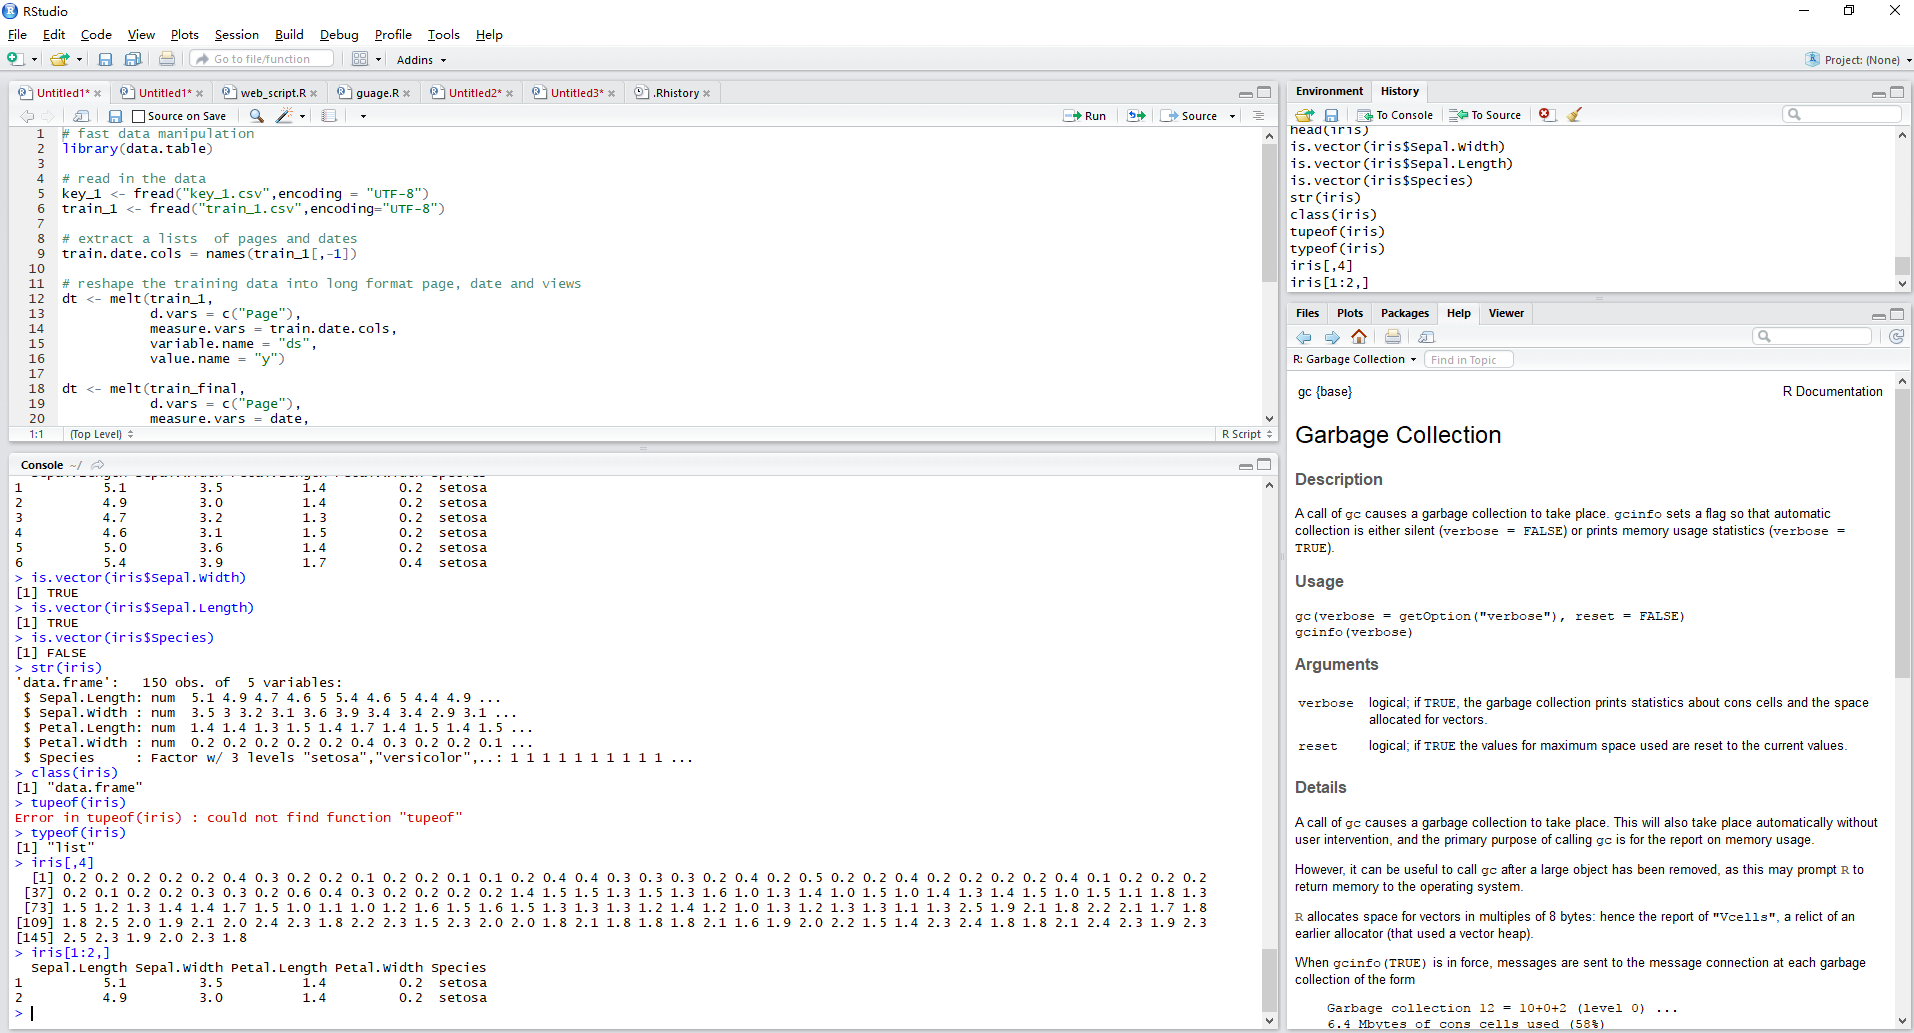 RStudio
File Edit Code View Plots Session Build Debug Profile Tools Help
Go to file/function Addins Project: (None)
Untitled1* Untitled1* web_script.R guage.R Untitled2* Untitled3* .Rhistory
Source on Save Run Source
1 # fast data manipulation
2 library(data.table)
3
4 # read in the data
5 key_1 <- fread("key_1.csv",encoding = "UTF-8")
6 train_1 <- fread("train_1.csv",encoding="UTF-8")
7
8 # extract a lists  of pages and dates
9 train.date.cols = names(train_1[,-1])
10
11 # reshape the training data into long format page, date and views
12 dt <- melt(train_1,
13            d.vars = c("Page"),
14            measure.vars = train.date.cols,
15            variable.name = "ds",
16            value.name = "y")
17
18 dt <- melt(train_final,
19            d.vars = c("Page"),
20            measure.vars = date,
1:1 (Top Level) R Script
Console ~/
  Sepal.Length Sepal.Width Petal.Length Petal.Width Species
1          5.1         3.5          1.4         0.2  setosa
2          4.9         3.0          1.4         0.2  setosa
3          4.7         3.2          1.3         0.2  setosa
4          4.6         3.1          1.5         0.2  setosa
5          5.0         3.6          1.4         0.2  setosa
6          5.4         3.9          1.7         0.4  setosa
> is.vector(iris$Sepal.Width)
[1] TRUE
> is.vector(iris$Sepal.Length)
[1] TRUE
> is.vector(iris$Species)
[1] FALSE
> str(iris)
'data.frame':   150 obs. of  5 variables:
 $ Sepal.Length: num  5.1 4.9 4.7 4.6 5 5.4 4.6 5 4.4 4.9 ...
 $ Sepal.Width : num  3.5 3 3.2 3.1 3.6 3.9 3.4 3.4 2.9 3.1 ...
 $ Petal.Length: num  1.4 1.4 1.3 1.5 1.4 1.7 1.4 1.5 1.4 1.5 ...
 $ Petal.Width : num  0.2 0.2 0.2 0.2 0.2 0.4 0.3 0.2 0.2 0.1 ...
 $ Species     : Factor w/ 3 levels "setosa","versicolor",..: 1 1 1 1 1 1 1 1 1 1 ...
> class(iris)
[1] "data.frame"
> tupeof(iris)
Error in tupeof(iris) : could not find function "tupeof"
> typeof(iris)
[1] "list"
> iris[,4]
  [1] 0.2 0.2 0.2 0.2 0.2 0.4 0.3 0.2 0.2 0.1 0.2 0.2 0.1 0.1 0.2 0.4 0.4 0.3 0.3 0.3 0.2 0.4 0.2 0.5 0.2 0.2 0.4 0.2 0.2 0.2 0.2 0.4 0.1 0.2 0.2 0.2
 [37] 0.2 0.1 0.2 0.2 0.3 0.3 0.2 0.6 0.4 0.3 0.2 0.2 0.2 0.2 1.4 1.5 1.5 1.3 1.5 1.3 1.6 1.0 1.3 1.4 1.0 1.5 1.0 1.4 1.3 1.4 1.5 1.0 1.5 1.1 1.8 1.3
 [73] 1.5 1.2 1.3 1.4 1.4 1.7 1.5 1.0 1.1 1.0 1.2 1.6 1.5 1.6 1.5 1.3 1.3 1.3 1.2 1.4 1.2 1.0 1.3 1.2 1.3 1.3 1.1 1.3 2.5 1.9 2.1 1.8 2.2 2.1 1.7 1.8
[109] 1.8 2.5 2.0 1.9 2.1 2.0 2.4 2.3 1.8 2.2 2.3 1.5 2.3 2.0 2.0 1.8 2.1 1.8 1.8 1.8 2.1 1.6 1.9 2.0 2.2 1.5 1.4 2.3 2.4 1.8 1.8 2.1 2.4 2.3 1.9 2.3
[145] 2.5 2.3 1.9 2.0 2.3 1.8
> iris[1:2,]
  Sepal.Length Sepal.Width Petal.Length Petal.Width Species
1          5.1         3.5          1.4         0.2  setosa
2          4.9         3.0          1.4         0.2  setosa
>
Environment History
To Console To Source
head(iris)
is.vector(iris$Sepal.Width)
is.vector(iris$Sepal.Length)
is.vector(iris$Species)
str(iris)
class(iris)
tupeof(iris)
typeof(iris)
iris[,4]
iris[1:2,]
Files Plots Packages Help Viewer
R: Garbage Collection Find in Topic
gc {base} R Documentation
Garbage Collection
Description
A call of gc causes a garbage collection to take place. gcinfo sets a flag so that automatic
collection is either silent (verbose = FALSE) or prints memory usage statistics (verbose =
TRUE).
Usage
gc(verbose = getOption("verbose"), reset = FALSE)
gcinfo(verbose)
Arguments
verbose logical; if TRUE, the garbage collection prints statistics about cons cells and the space
allocated for vectors.
reset logical; if TRUE the values for maximum space used are reset to the current values.
Details
A call of gc causes a garbage collection to take place. This will also take place automatically without
user intervention, and the primary purpose of calling gc is for the report on memory usage.
However, it can be useful to call gc after a large object has been removed, as this may prompt R to
return memory to the operating system.
R allocates space for vectors in multiples of 8 bytes: hence the report of "Vcells", a relict of an
earlier allocator (that used a vector heap).
When gcinfo(TRUE) is in force, messages are sent to the message connection at each garbage
collection of the form
Garbage collection 12 = 10+0+2 (level 0) ...
6.4 Mbytes of cons cells used (58%)